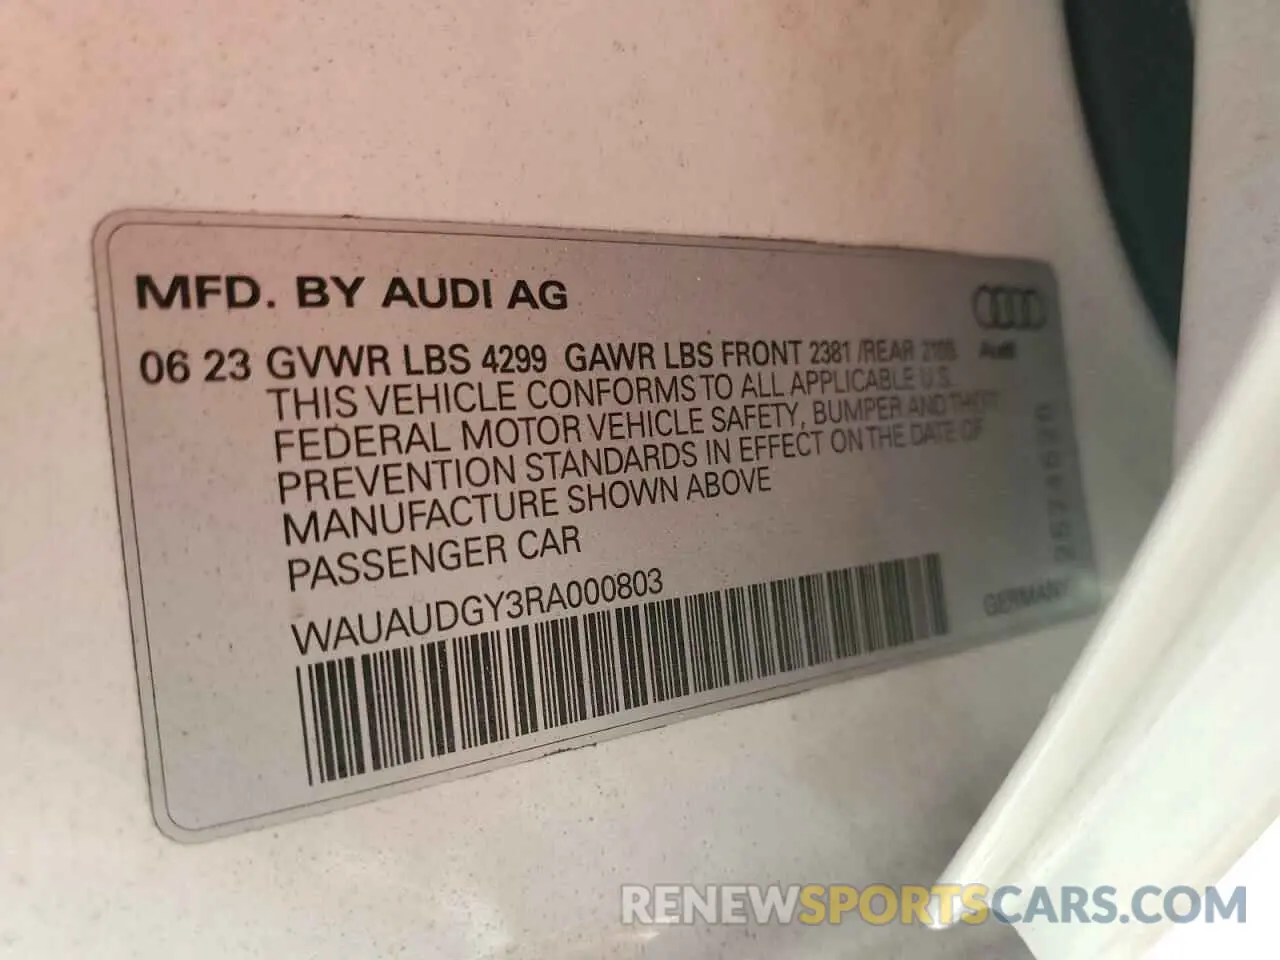 MFD. BY AUDI AG
06 23 GVWR LBS 4299 GAWR LBS FRONT 2381 /REAR
Audi
THIS VEHICLE CONFORMS TO ALL APPLICABLE U.S.
FEDERAL MOTOR VEHICLE SAFETY, BUMPER AND THEFT
PREVENTION STANDARDS IN EFFECT ON THE DATE OF
MANUFACTURE SHOWN ABOVE
PASSENGER CAR
WAUAUDGY3RA000803
GERMANY
RENEWSPORTSCARS.COM